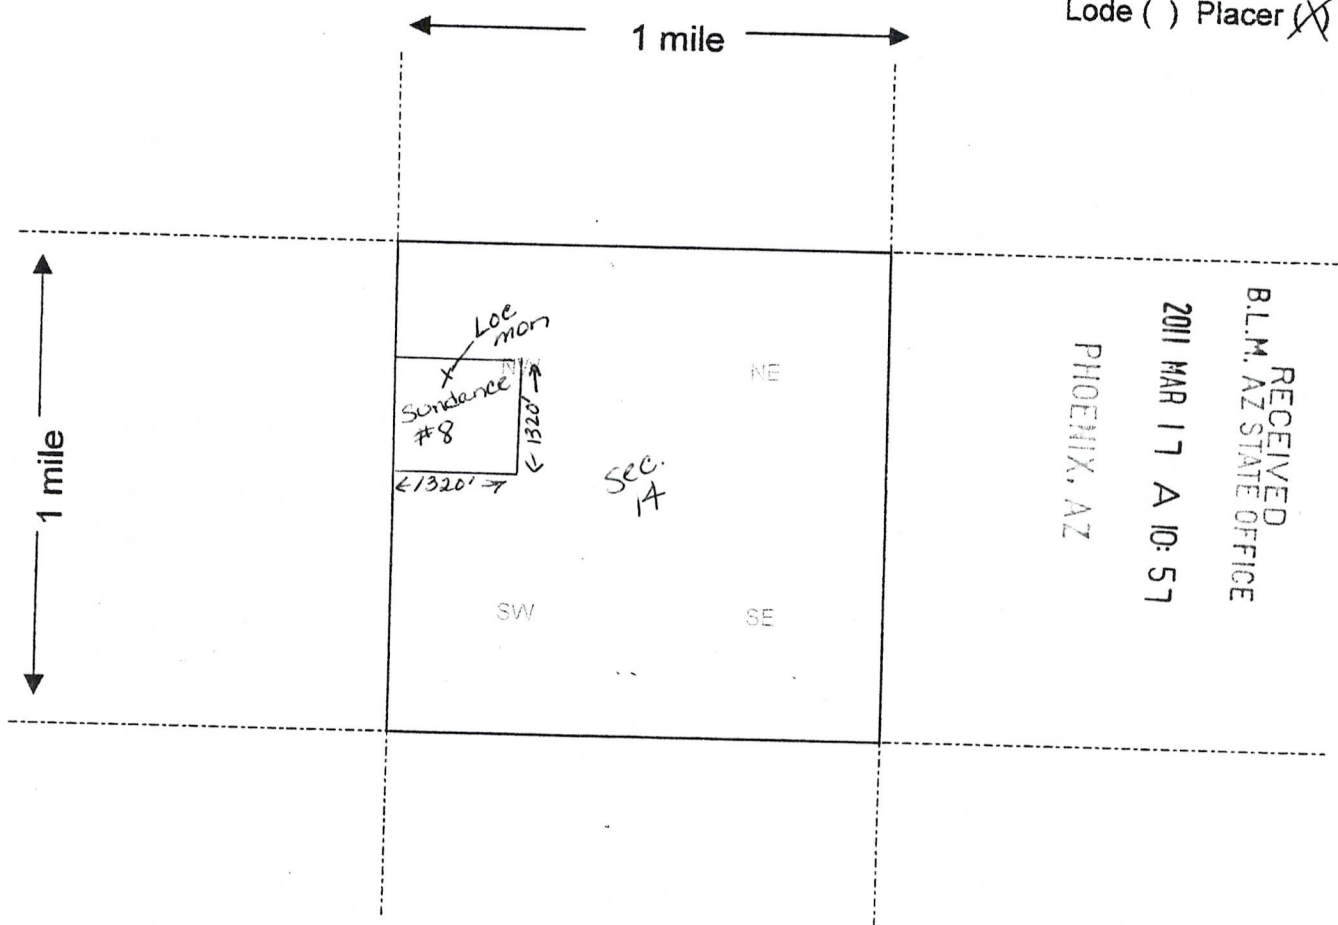 Lode ( ) Placer (X)
1 mile
1 mile
Loc
mon
X
NW
NE
Sundance
#8
1320'
1320'
Sec.
14
SW
SE
RECEIVED
B.L.M. AZ STATE OFFICE
2011 MAR 17 A 10:57
PHOENIX, AZ